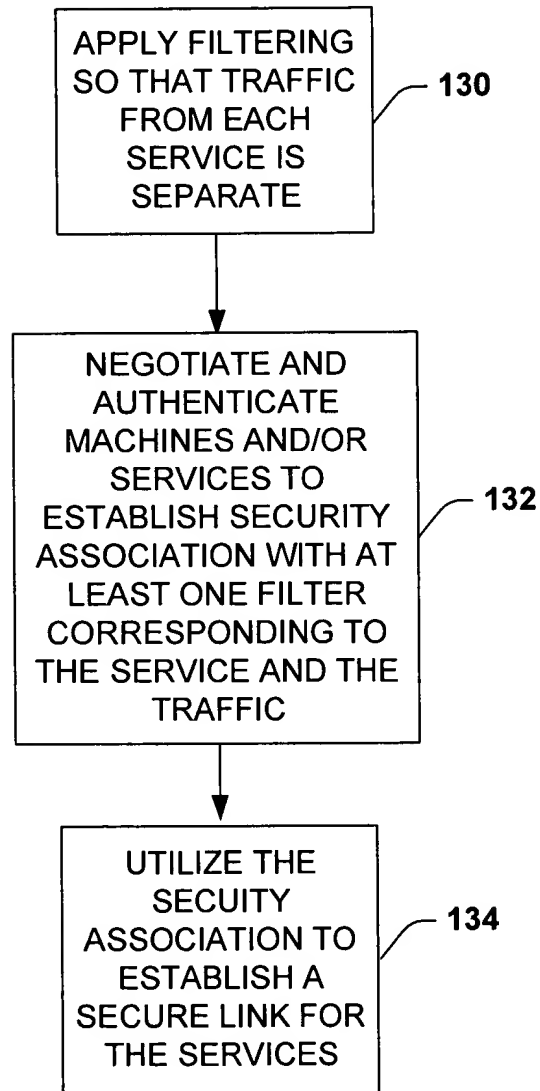 APPLY FILTERING
SO THAT TRAFFIC
FROM EACH
SERVICE IS
SEPARATE
130
NEGOTIATE AND
AUTHENTICATE
MACHINES AND/OR
SERVICES TO
ESTABLISH SECURITY
ASSOCIATION WITH AT
LEAST ONE FILTER
CORRESPONDING TO
THE SERVICE AND THE
TRAFFIC
132
UTILIZE THE
SECUITY
ASSOCIATION TO
ESTABLISH A
SECURE LINK FOR
THE SERVICES
134